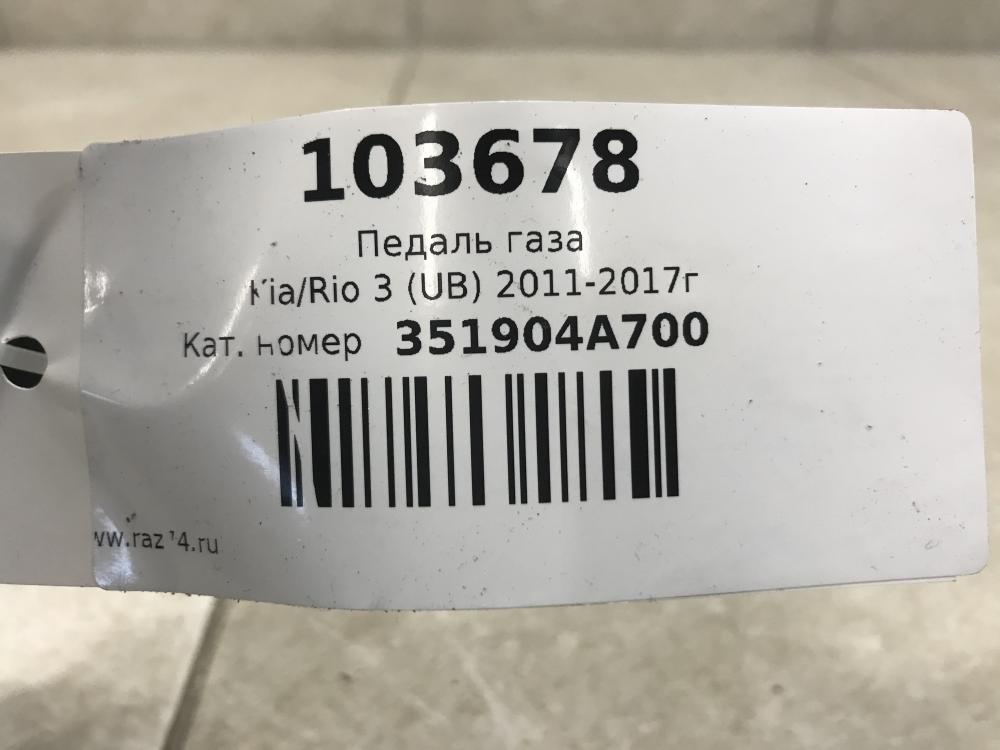 103678
Педаль газа
Kia/Rio 3 (UB) 2011-2017г
Кат. номер 351904A700